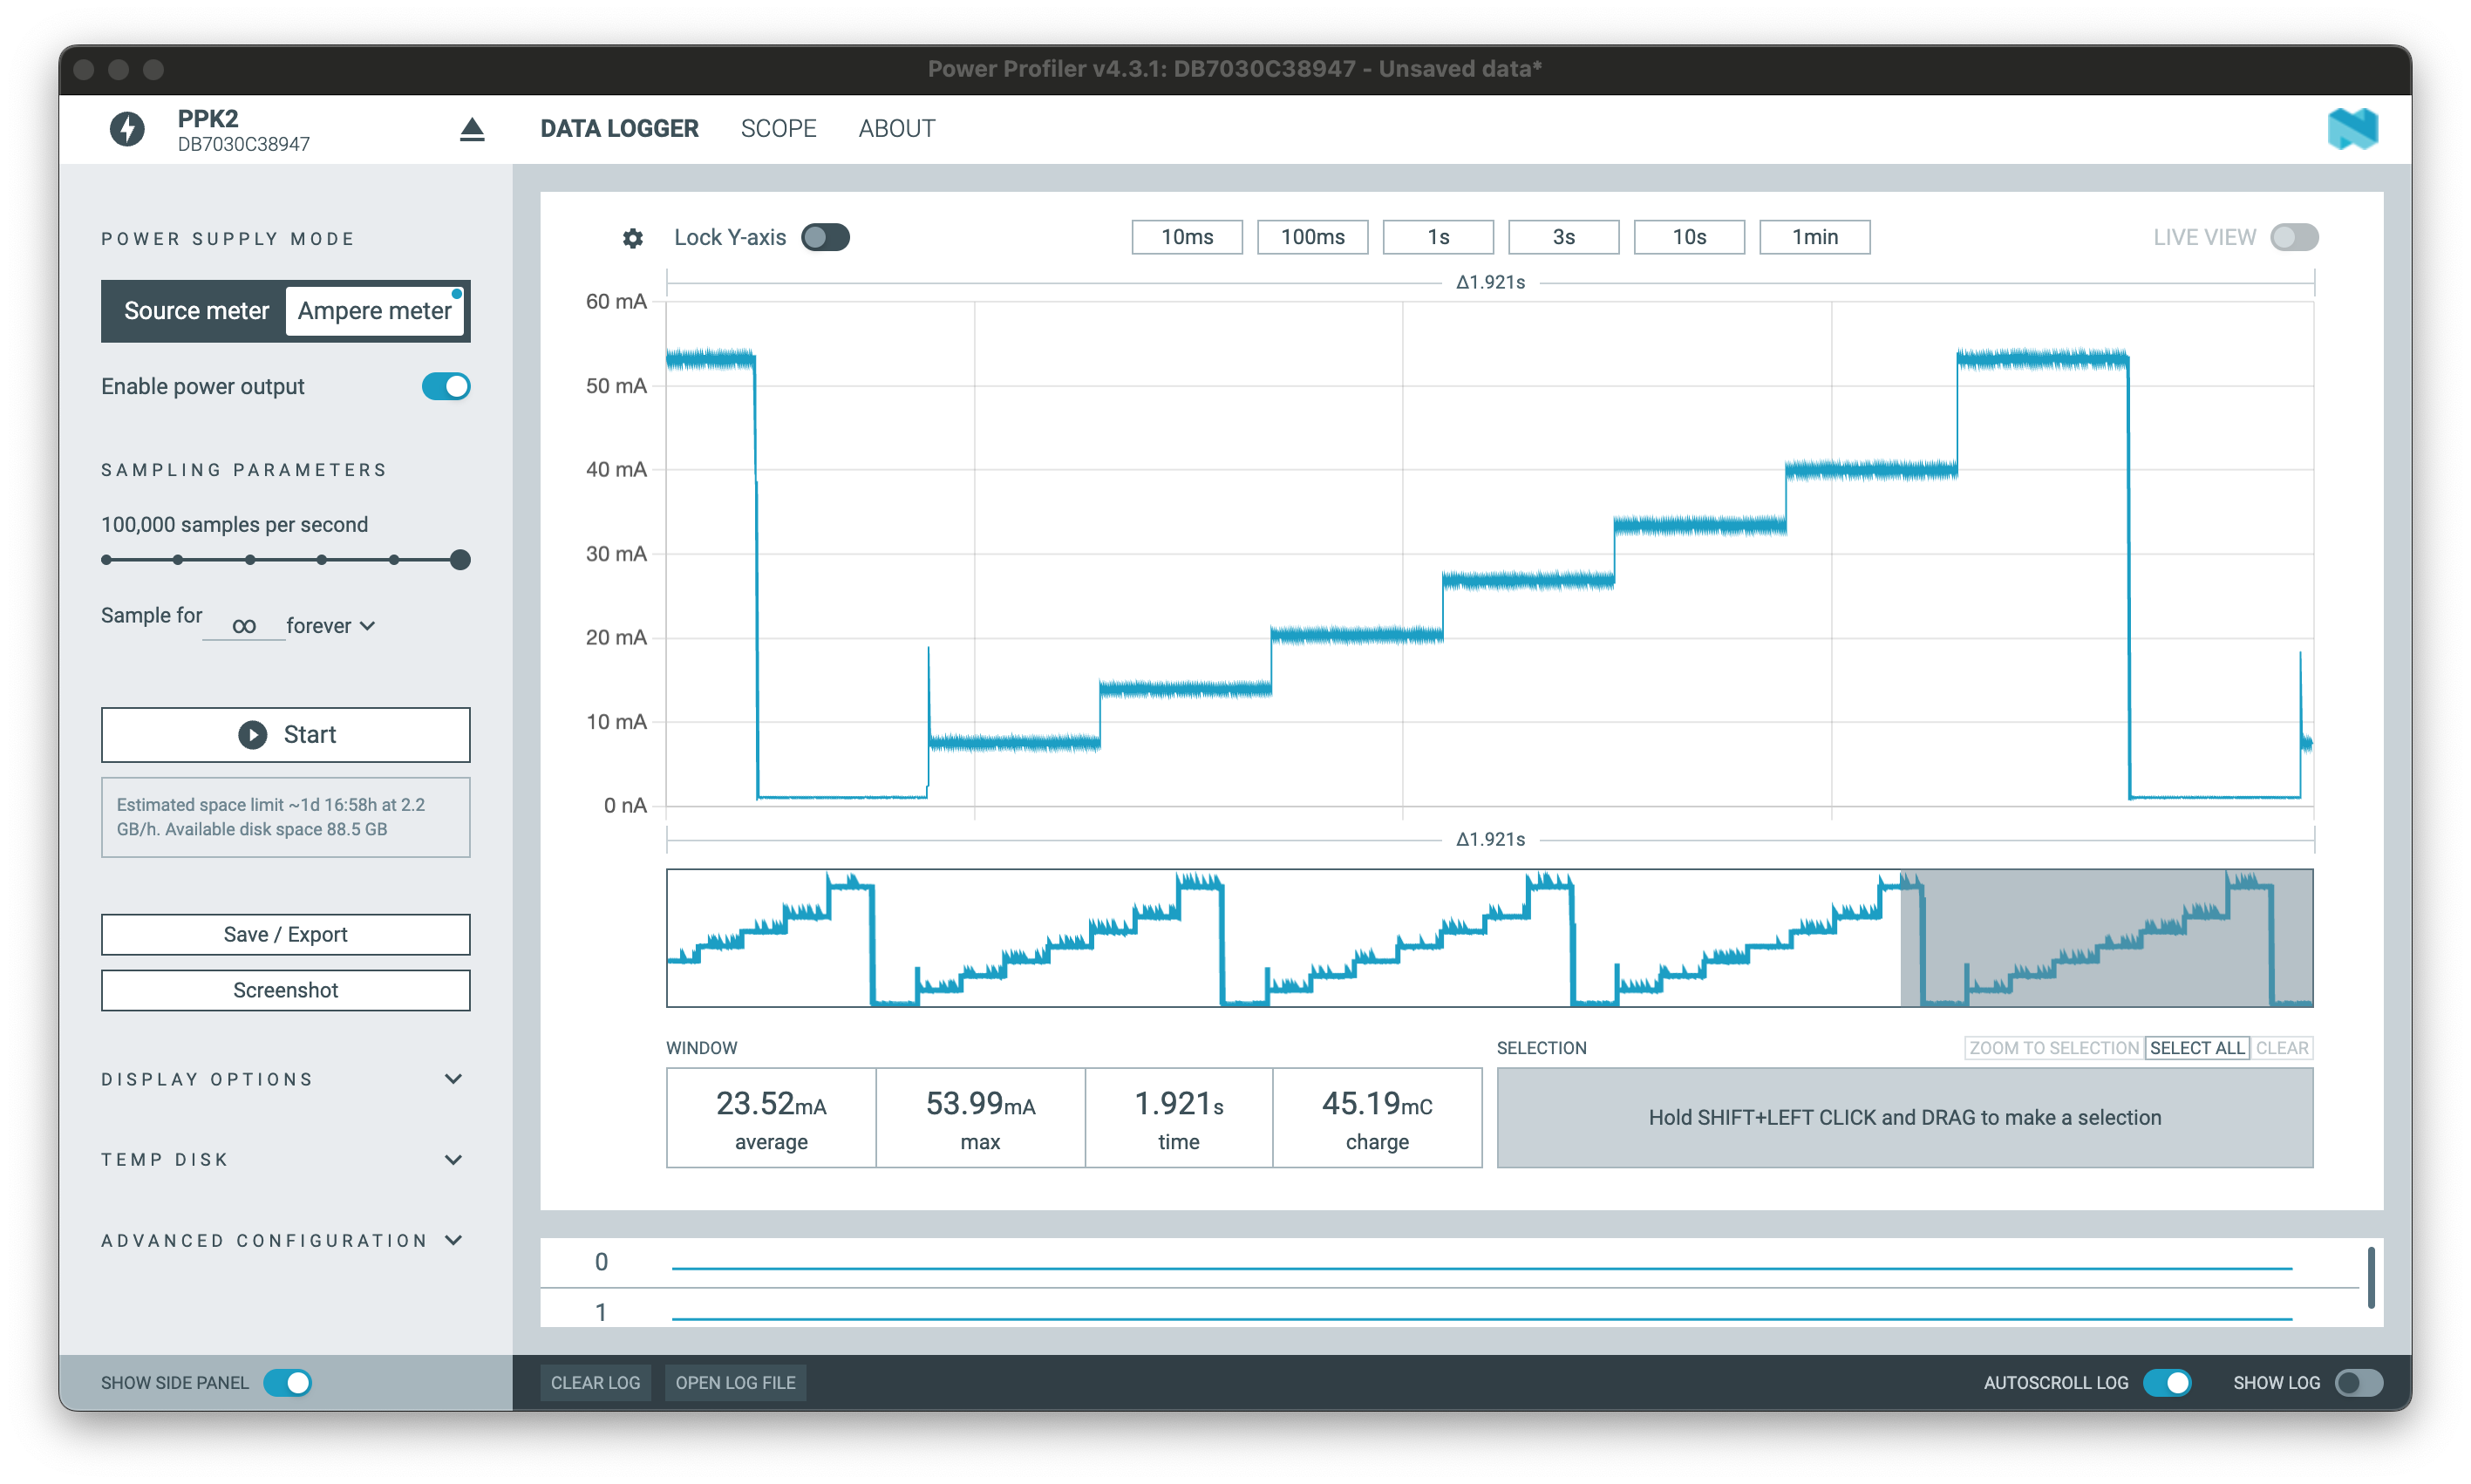 Power Profiler v4.3.1: DB7030C38947 - Unsaved data*
PPK2
DB7030C38947
DATA LOGGER SCOPE ABOUT
POWER SUPPLY MODE
Source meter Ampere meter
Enable power output
SAMPLING PARAMETERS
100,000 samples per second
Sample for ∞ forever
Start
Estimated space limit ~1d 16:58h at 2.2
GB/h. Available disk space 88.5 GB
Save / Export
Screenshot
DISPLAY OPTIONS
TEMP DISK
ADVANCED CONFIGURATION
SHOW SIDE PANEL
Lock Y-axis 10ms 100ms 1s 3s 10s 1min LIVE VIEW
Δ1.921s
60 mA
50 mA
40 mA
30 mA
20 mA
10 mA
0 nA
Δ1.921s
WINDOW
23.52mA 53.99mA 1.921s 45.19mC
average max time charge
SELECTION ZOOM TO SELECTION SELECT ALL CLEAR
Hold SHIFT+LEFT CLICK and DRAG to make a selection
0
1
CLEAR LOG OPEN LOG FILE AUTOSCROLL LOG SHOW LOG